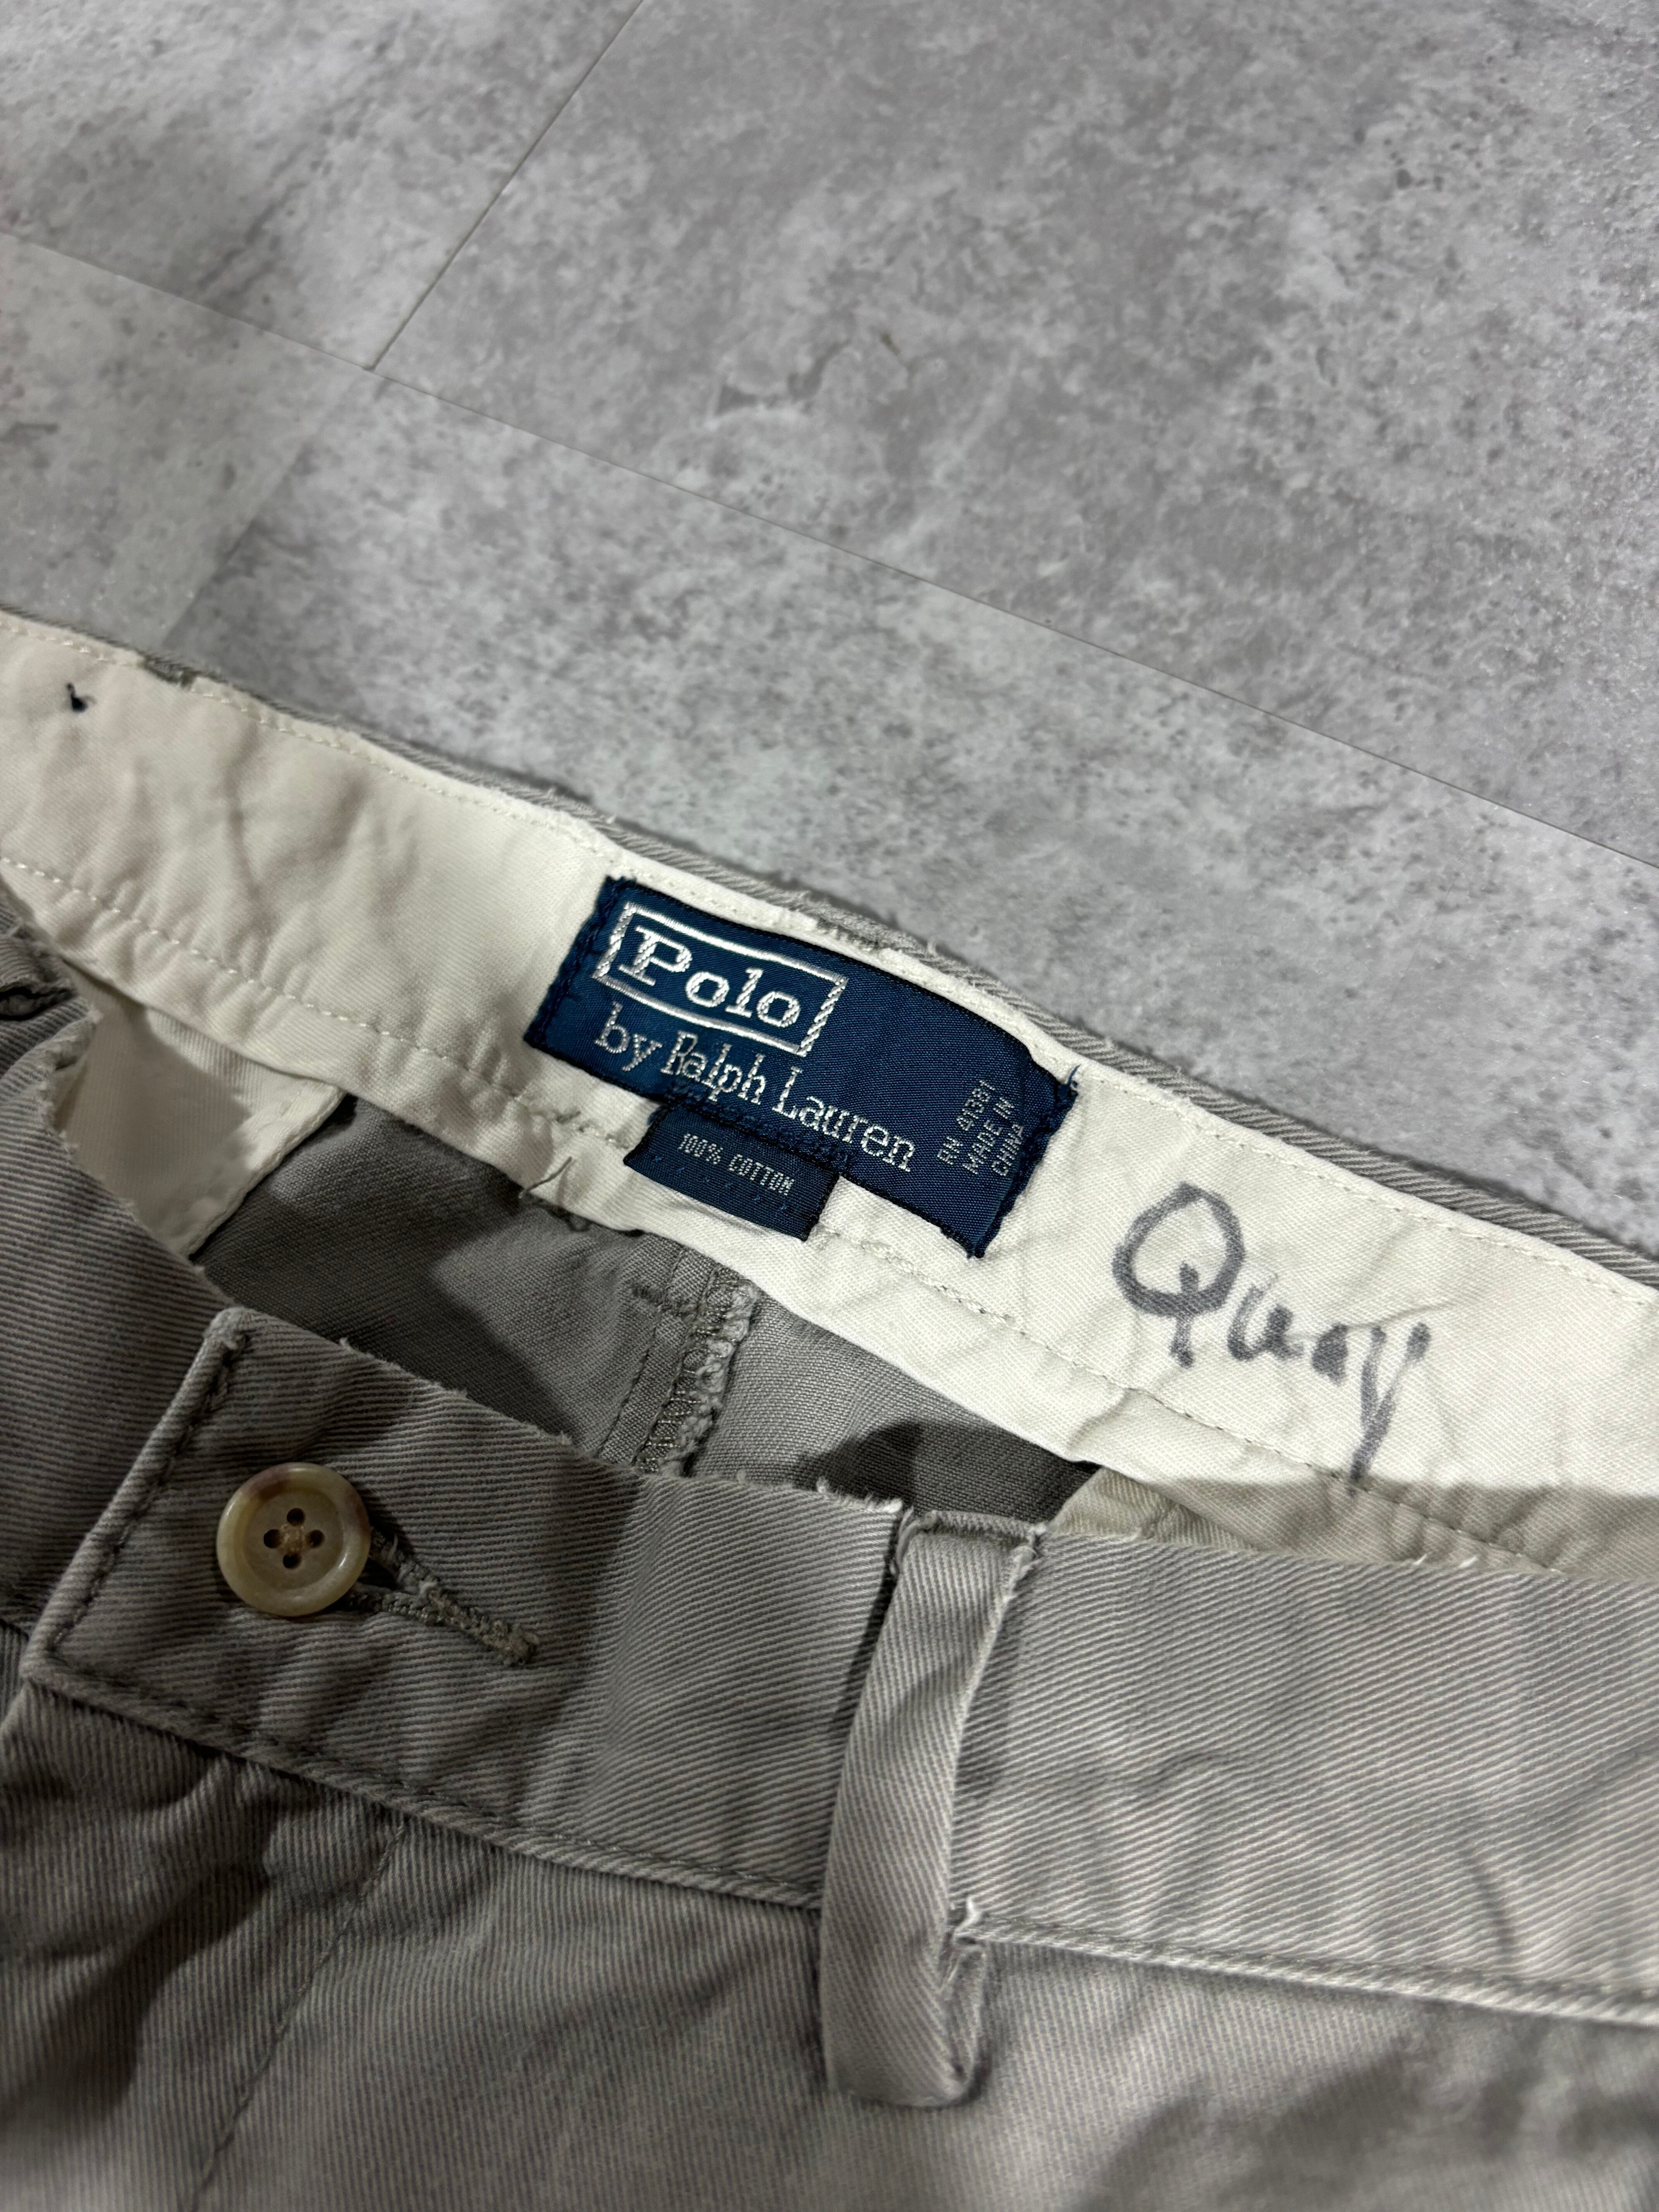 Polo
by Ralph Lauren
RN 41381
MADE IN
CHINA
100% COTTON
Quay